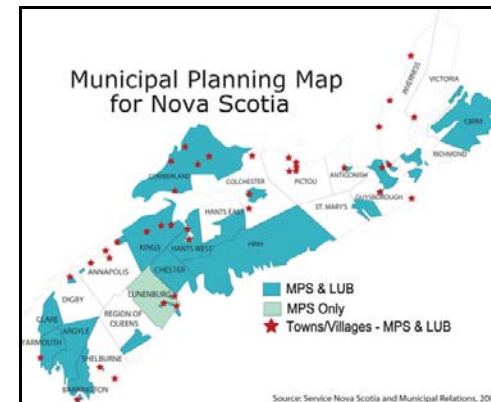 Municipal Planning Map
for Nova Scotia
INVERNESS
VICTORIA
CBRM
RICHMOND
CUMBERLAND
COLCHESTER
PICTOU
ANTIGONISH
GUYSBOROUGH
ST. MARY'S
HANTS EAST
KINGS
HANTS WEST
HRM
ANNAPOLIS
CHESTER
LUNENBURG
DIGBY
REGION OF
QUEENS
CLARE
ARGYLE
YARMOUTH
SHELBURNE
BARRINGTON
MPS & LUB
MPS Only
Towns/Villages - MPS & LUB
Source: Service Nova Scotia and Municipal Relations,